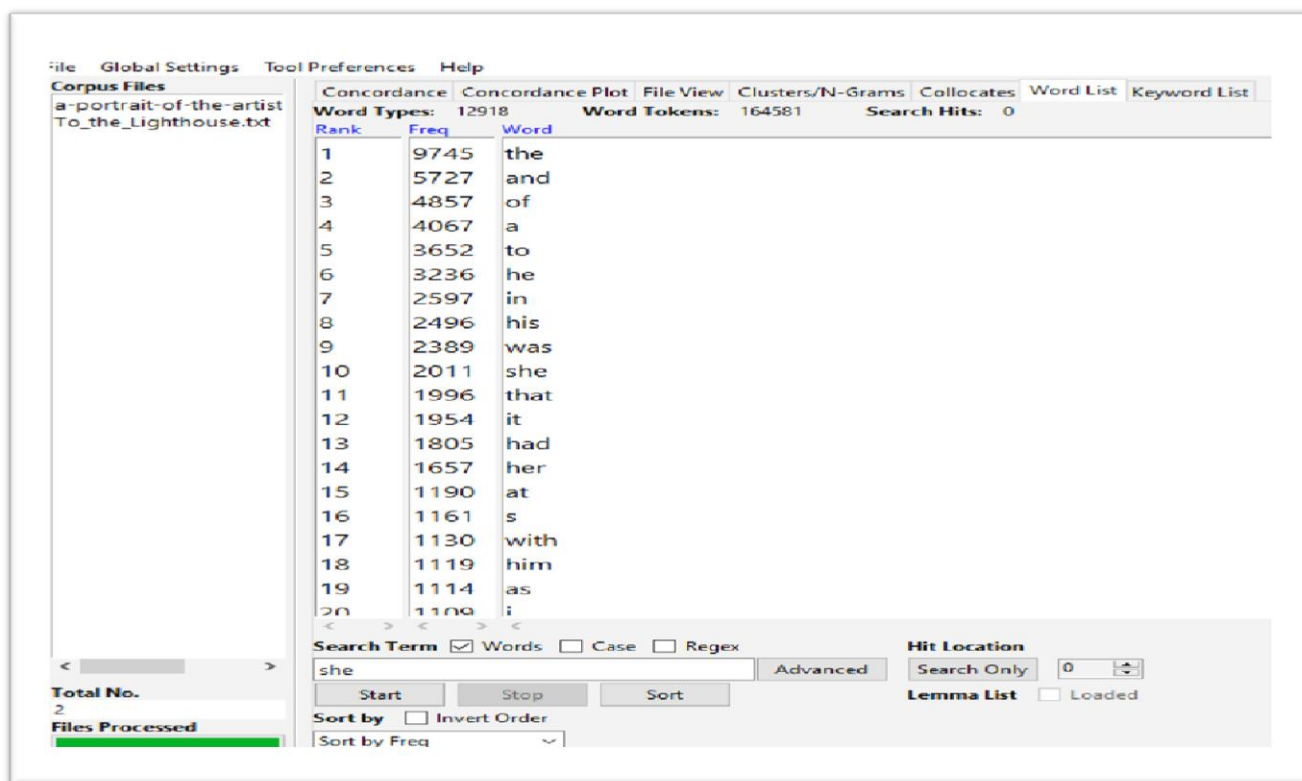 File Global Settings Tool Preferences Help
Corpus Files
a-portrait-of-the-artist
To_the_Lighthouse.txt
Concordance Concordance Plot File View Clusters/N-Grams Collocates Word List Keyword List
Word Types: 12918 Word Tokens: 164581 Search Hits: 0
Rank Freq Word
1 9745 the
2 5727 and
3 4857 of
4 4067 a
5 3652 to
6 3236 he
7 2597 in
8 2496 his
9 2389 was
10 2011 she
11 1996 that
12 1954 it
13 1805 had
14 1657 her
15 1190 at
16 1161 s
17 1130 with
18 1119 him
19 1114 as
20 1109 i
Search Term Words Case Regex Hit Location
she Advanced Search Only 0
Start Stop Sort Lemma List Loaded
Total No.
2
Files Processed
Sort by Invert Order
Sort by Freq